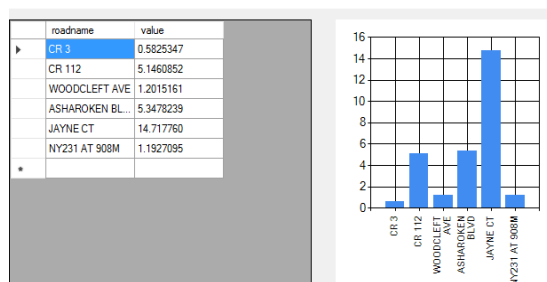 roadname value
CR 3 0.5825347
CR 112 5.1460852
WOODCLEFT AVE 1.2015161
ASHAROKEN BL... 5.3478239
JAYNE CT 14.717760
NY231 AT 908M 1.1927095
16
14
12
10
8
6
4
2
0
CR 3
CR 112
WOODCLEFT
AVE
ASHAROKEN
BLVD
JAYNE CT
NY231 AT 908M